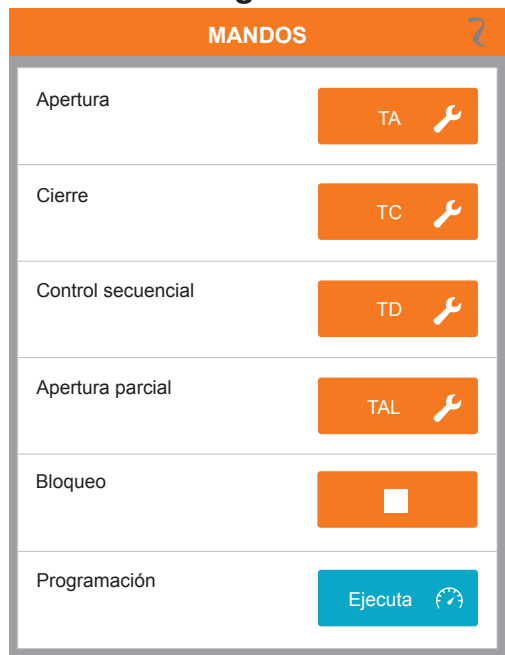 MANDOS
Apertura
TA
Cierre
TC
Control secuencial
TD
Apertura parcial
TAL
Bloqueo
Programación
Ejecuta